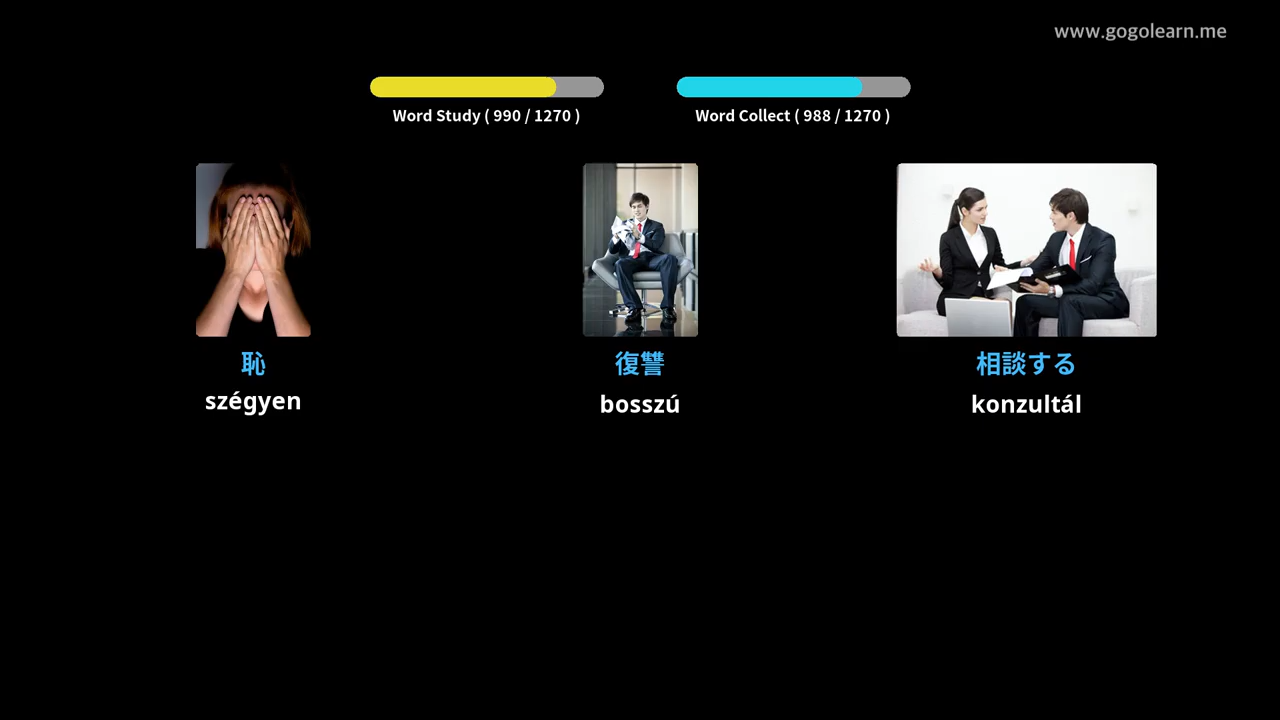 www.gogolearn.me
Word Study ( 990 / 1270 )
Word Collect ( 988 / 1270 )
恥
szégyen
復讐
bosszú
相談する
konzultál